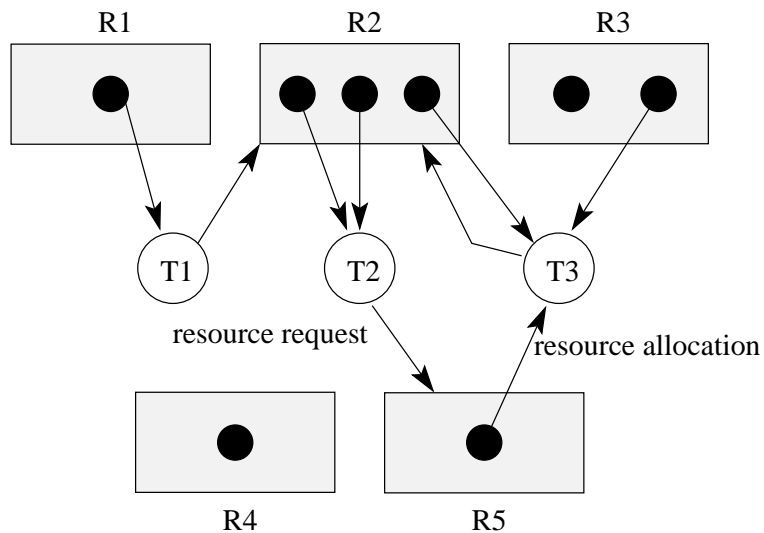 R1
R2
R3
T1
T2
T3
resource request
resource allocation
R4
R5